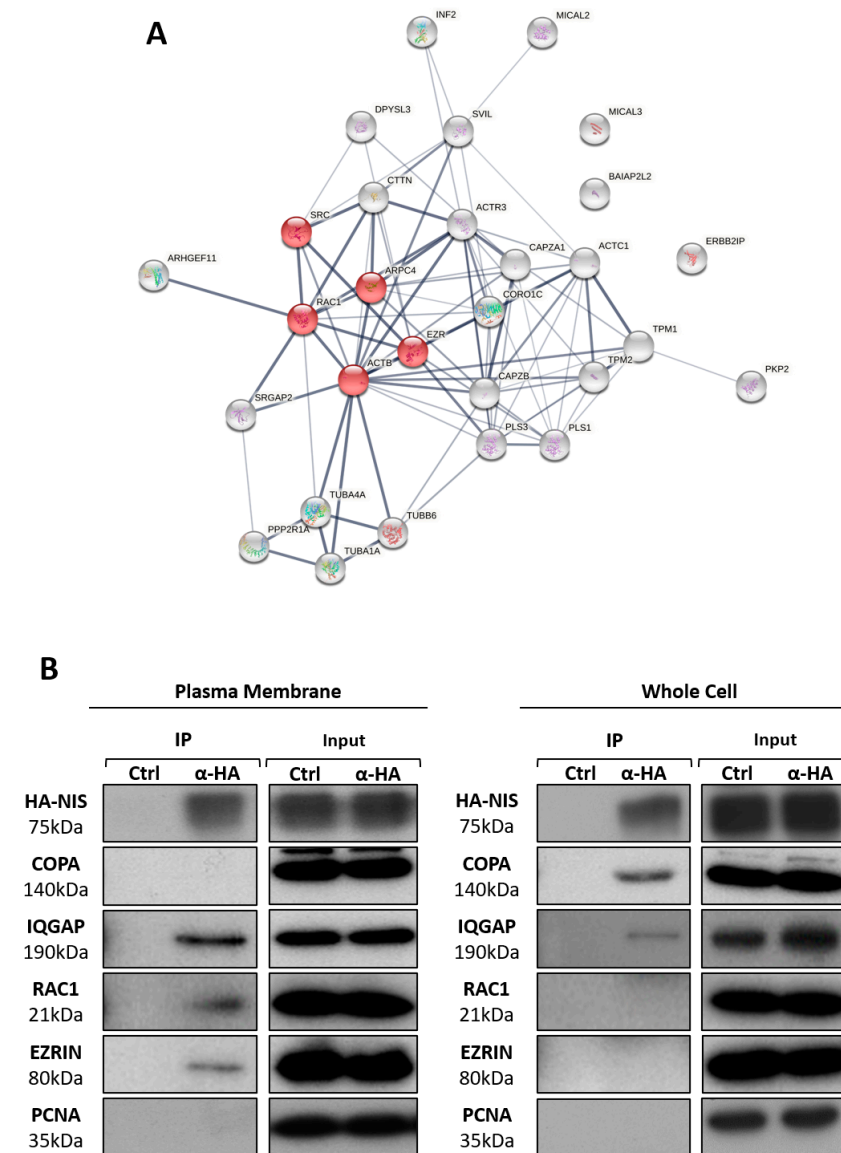 A
INF2
MICAL2
DPYSL3
SVIL
MICAL3
CTTN
BAIAP2L2
SRC
ACTR3
ARHGEF11
ARPC4
CAPZA1
ACTC1
ERBB2IP
RAC1
CORO1C
EZR
TPM1
ACTB
TPM2
PKP2
SRGAP2
CAPZB
PLS3
PLS1
TUBA4A
TUBB6
PPP2R1A
TUBA1A
B
Plasma Membrane
IP
Input
Ctrl α-HA
Ctrl α-HA
HA-NIS
75kDa
COPA
140kDa
IQGAP
190kDa
RAC1
21kDa
EZRIN
80kDa
PCNA
35kDa
Whole Cell
IP
Input
Ctrl α-HA
Ctrl α-HA
HA-NIS
75kDa
COPA
140kDa
IQGAP
190kDa
RAC1
21kDa
EZRIN
80kDa
PCNA
35kDa